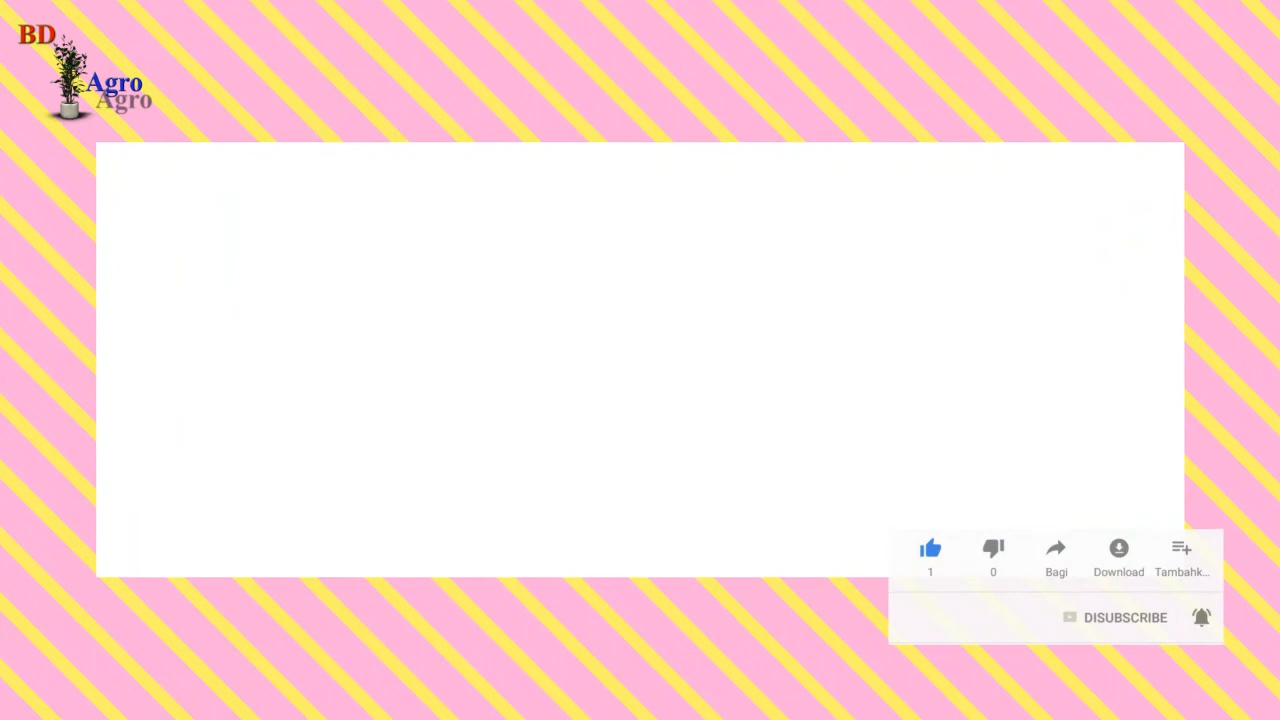 BD
Agro
Agro
1 0 Bagi Download Tambahk...
DISUBSCRIBE